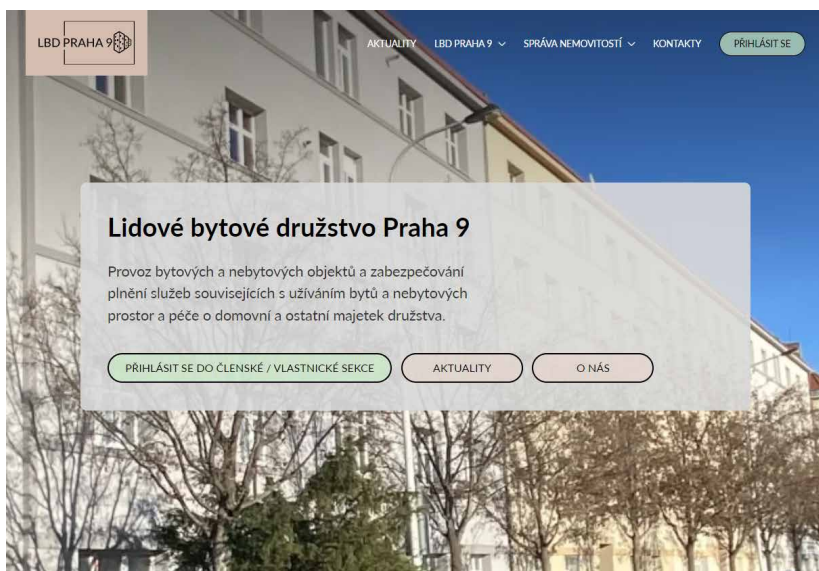 LBD PRAHA 9
AKTUALITY
LBD PRAHA 9
SPRÁVA NEMOVITOSTÍ
KONTAKTY
PŘIHLÁSIT SE
Lidové bytové družstvo Praha 9
Provoz bytových a nebytových objektů a zabezpečování
plnění služeb souvisejících s užíváním bytů a nebytových
prostor a péče o domovní a ostatní majetek družstva.
PŘIHLÁSIT SE DO ČLENSKÉ / VLASTNICKÉ SEKCE
AKTUALITY
O NÁS